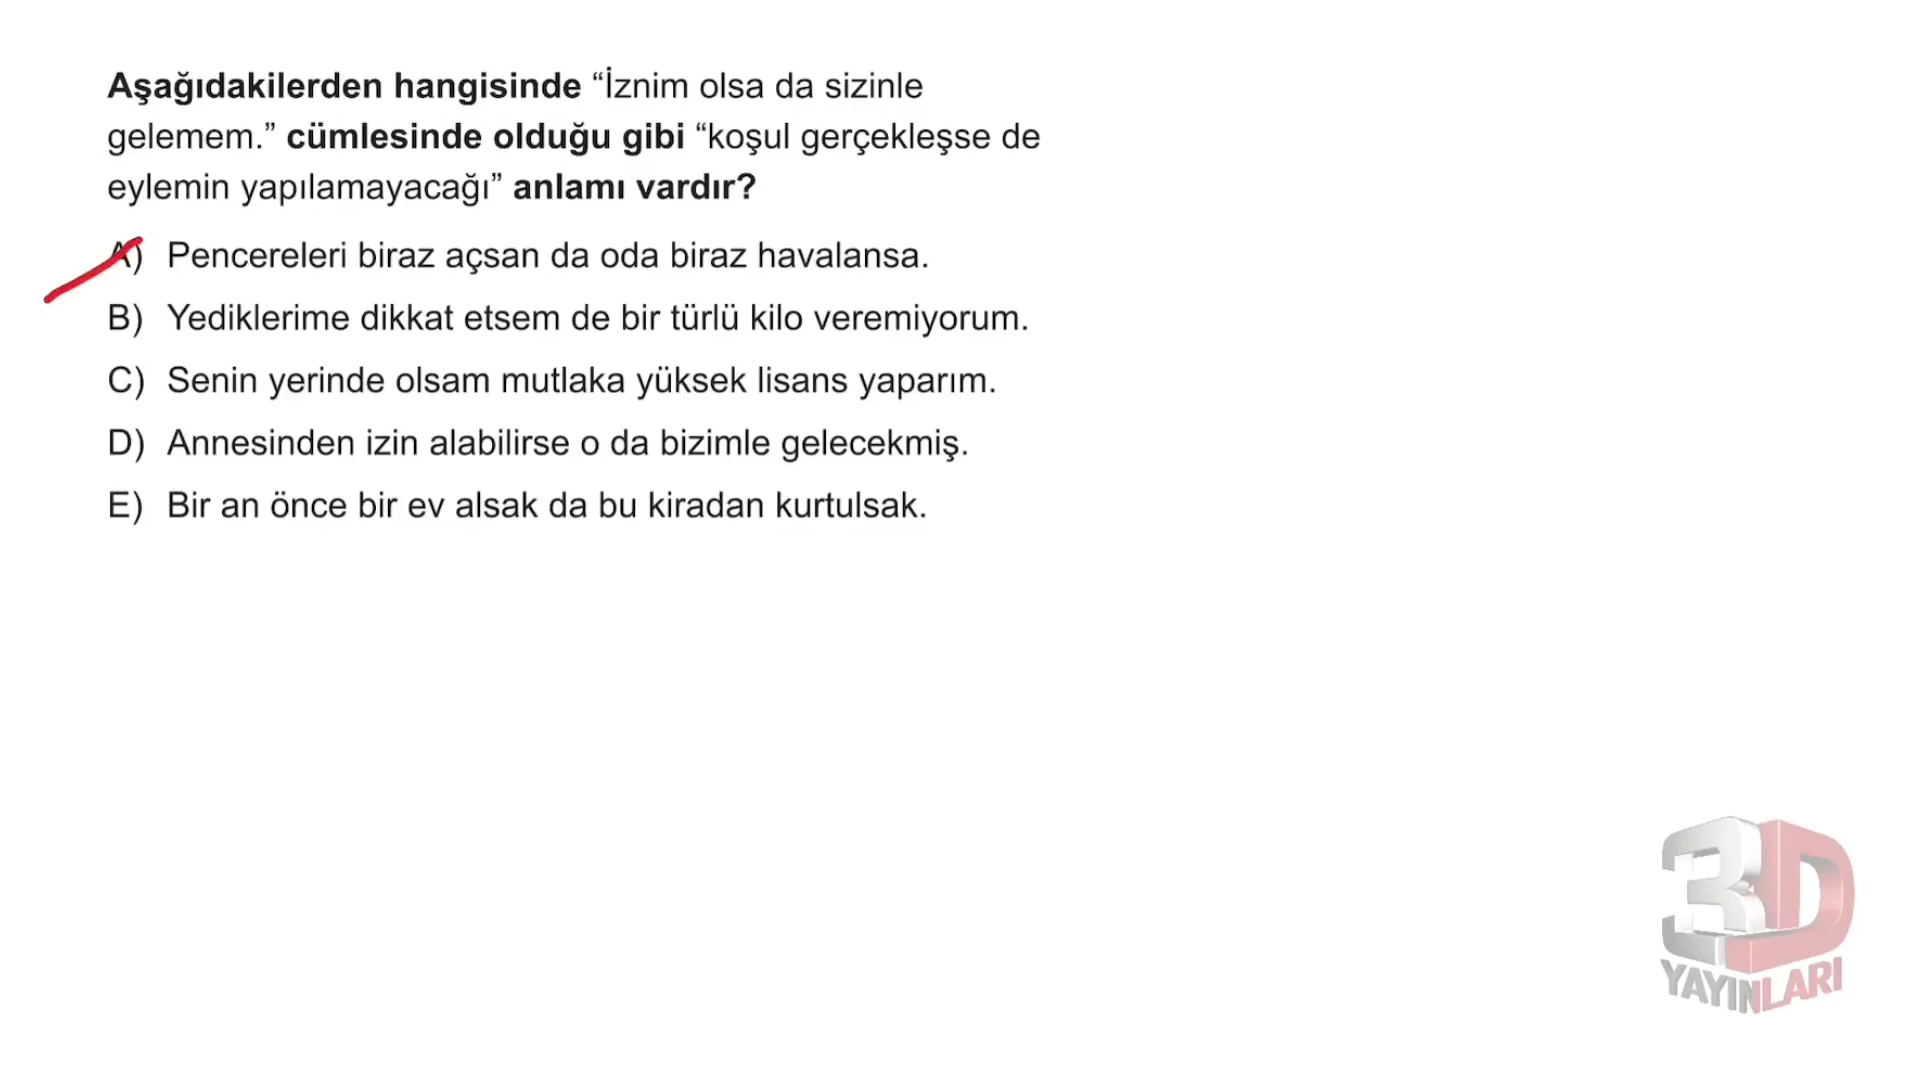 Aşağıdakilerden hangisinde “İznim olsa da sizinle
gelemem.” cümlesinde olduğu gibi “koşul gerçekleşse de
eylemin yapılamayacağı” anlamı vardır?
A) Pencereleri biraz açsan da oda biraz havalansa.
B) Yediklerime dikkat etsem de bir türlü kilo veremiyorum.
C) Senin yerinde olsam mutlaka yüksek lisans yaparım.
D) Annesinden izin alabilirse o da bizimle gelecekmiş.
E) Bir an önce bir ev alsak da bu kiradan kurtulsak.
3D
YAYINLARI